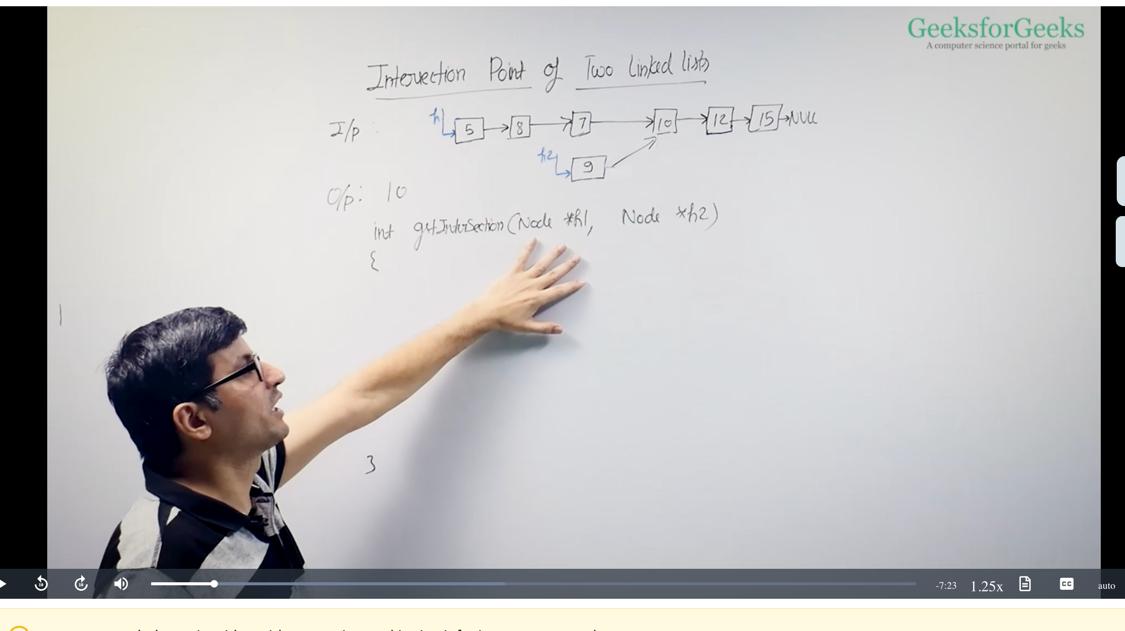 GeeksforGeeks
A computer science portal for geeks
Intersection Point of Two Linked lists
I/p : h1 5 8 7 10 12 15 NULL
h2 9
O/p: 10
int getIntersection(Node *h1, Node *h2)
{
}
-7:23 1.25x CC auto